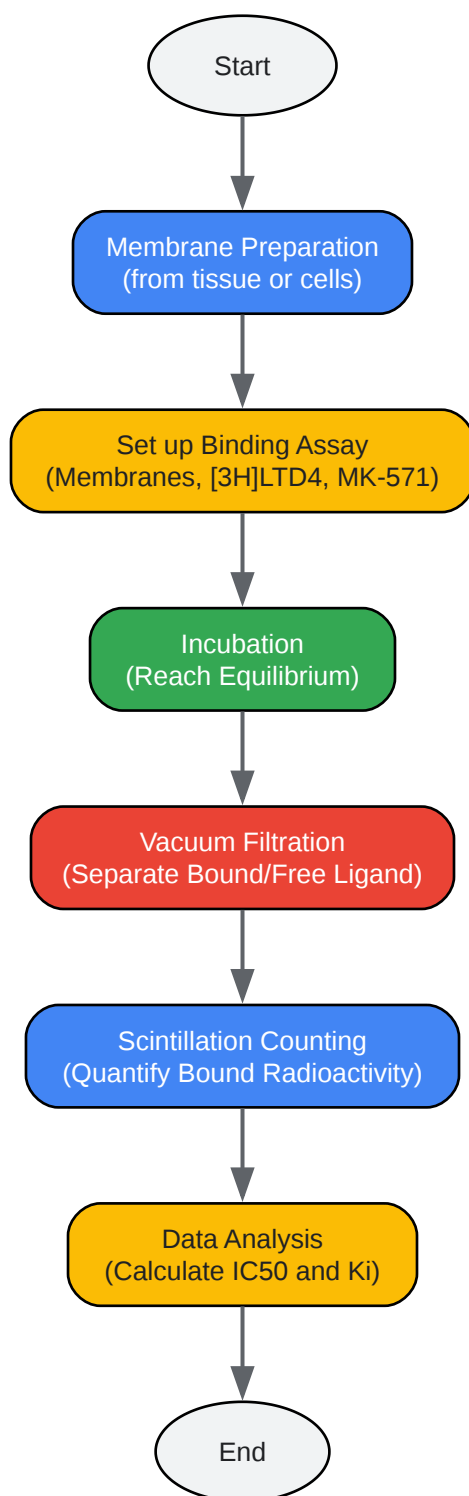 Start
Membrane Preparation
(from tissue or cells)
Set up Binding Assay
(Membranes, [3H]LTD4, MK-571)
Incubation
(Reach Equilibrium)
Vacuum Filtration
(Separate Bound/Free Ligand)
Scintillation Counting
(Quantify Bound Radioactivity)
Data Analysis
(Calculate IC50 and Ki)
End